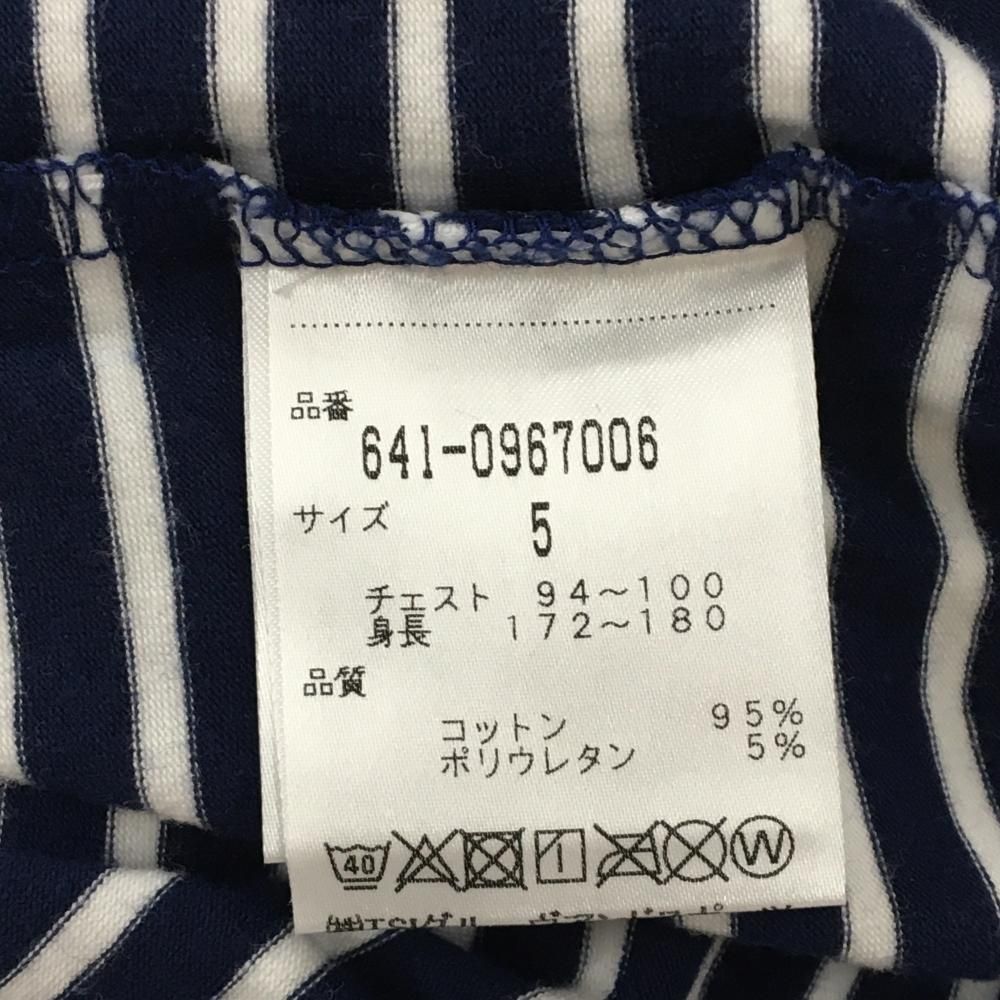 品番
641-0967006
サイズ 5
チェスト 94〜100
身長 172〜180
品質
コットン 95%
ポリウレタン 5%
40 W